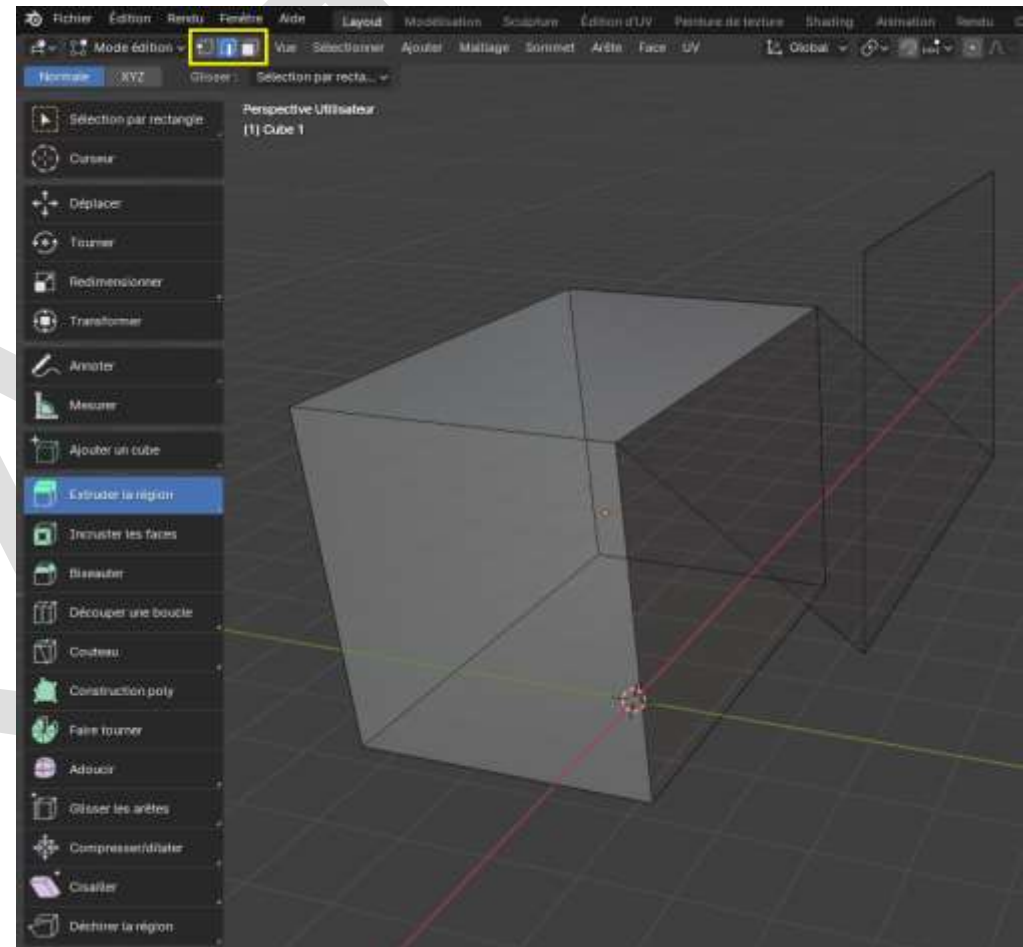 Fichier Édition Rendu Fenêtre Aide Layout Modélisation Sculpture Édition d'UV Peinture de texture Shading Animation Rendu
Mode édition Vue Sélectionner Ajouter Maillage Sommet Arête Face UV Global
Normale XYZ Glisser : Sélection par recta...
Perspective Utilisateur
(1) Cube 1
Sélection par rectangle
Curseur
Déplacer
Tourner
Redimensionner
Transformer
Annoter
Mesurer
Ajouter un cube
Extruder la région
Incruster les faces
Biseauter
Découper une boucle
Couteau
Construction poly
Faire tourner
Adoucir
Glisser les arêtes
Compresser/dilater
Cisailler
Déchirer la région